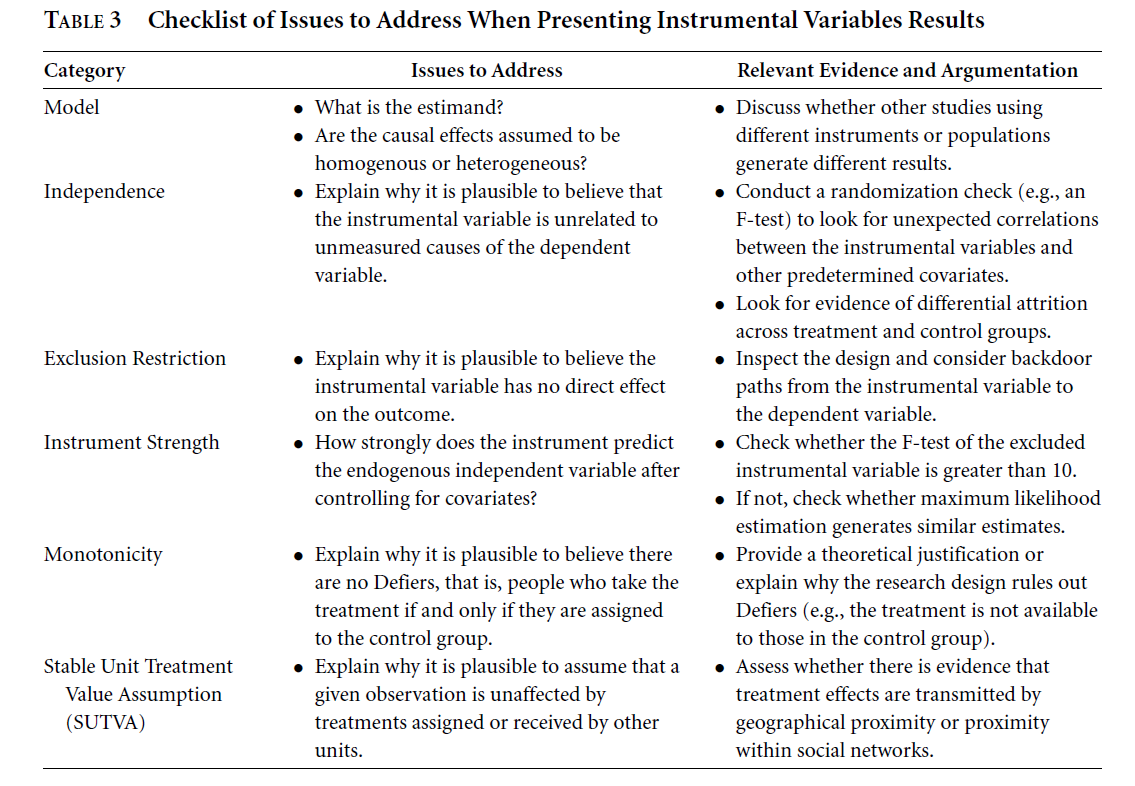 TABLE 3 Checklist of Issues to Address When Presenting Instrumental Variables Results
Category Issues to Address Relevant Evidence and Argumentation
Model
● What is the estimand?
● Are the causal effects assumed to be
homogenous or heterogeneous?
● Discuss whether other studies using
different instruments or populations
generate different results.
Independence
● Explain why it is plausible to believe that
the instrumental variable is unrelated to
unmeasured causes of the dependent
variable.
● Conduct a randomization check (e.g., an
F-test) to look for unexpected correlations
between the instrumental variables and
other predetermined covariates.
● Look for evidence of differential attrition
across treatment and control groups.
Exclusion Restriction
● Explain why it is plausible to believe the
instrumental variable has no direct effect
on the outcome.
● Inspect the design and consider backdoor
paths from the instrumental variable to
the dependent variable.
Instrument Strength
● How strongly does the instrument predict
the endogenous independent variable after
controlling for covariates?
● Check whether the F-test of the excluded
instrumental variable is greater than 10.
● If not, check whether maximum likelihood
estimation generates similar estimates.
Monotonicity
● Explain why it is plausible to believe there
are no Defiers, that is, people who take the
treatment if and only if they are assigned
to the control group.
● Provide a theoretical justification or
explain why the research design rules out
Defiers (e.g., the treatment is not available
to those in the control group).
Stable Unit Treatment
Value Assumption
(SUTVA)
● Explain why it is plausible to assume that a
given observation is unaffected by
treatments assigned or received by other
units.
● Assess whether there is evidence that
treatment effects are transmitted by
geographical proximity or proximity
within social networks.